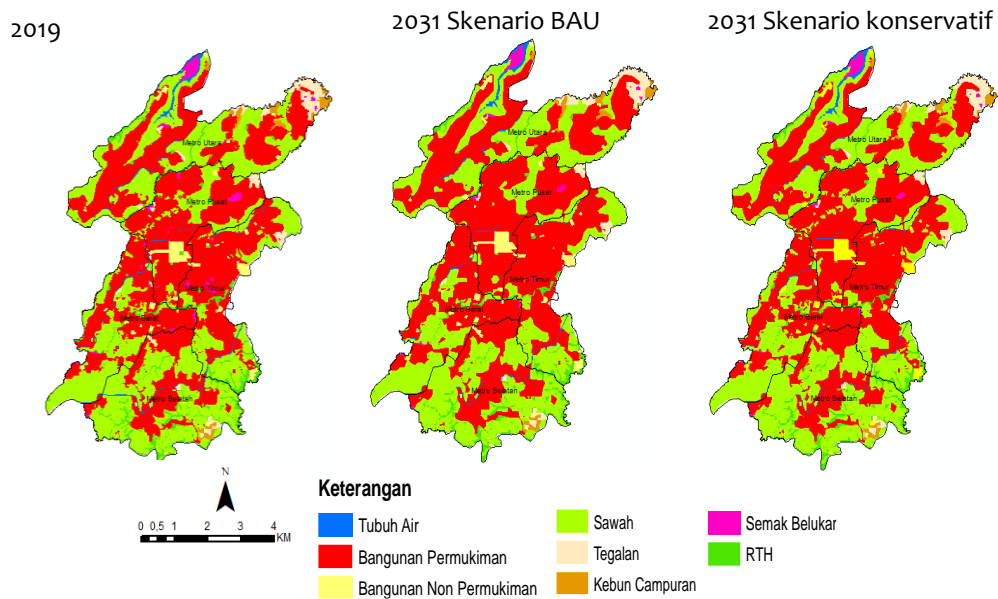 2019
2031 Skenario BAU
2031 Skenario konservatif
Metro Utara
Metro Pusat
Metro Timur
Metro Barat
Metro Selatan
Metro Utara
Metro Pusat
Metro Timur
Metro Barat
Metro Selatan
Metro Utara
Metro Pusat
Metro Timur
Metro Barat
Metro Selatan
N
0 0,5 1 2 3 4
KM
Keterangan
Tubuh Air
Bangunan Permukiman
Bangunan Non Permukiman
Sawah
Tegalan
Kebun Campuran
Semak Belukar
RTH